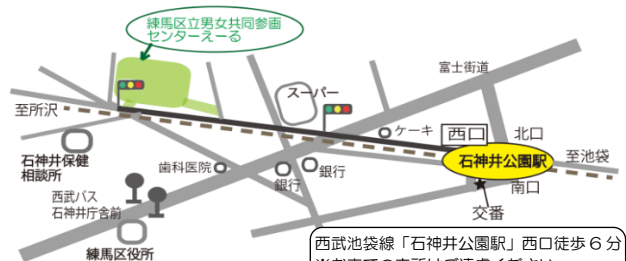 練馬区立男女共同参画
センターえーる
富士街道
スーパー
至所沢
ケーキ
西口
北口
石神井公園駅
至池袋
石神井保健
相談所
歯科医院
銀行
銀行
南口
交番
西武バス
石神井庁舎前
練馬区役所
西武池袋線「石神井公園駅」西口徒歩6分